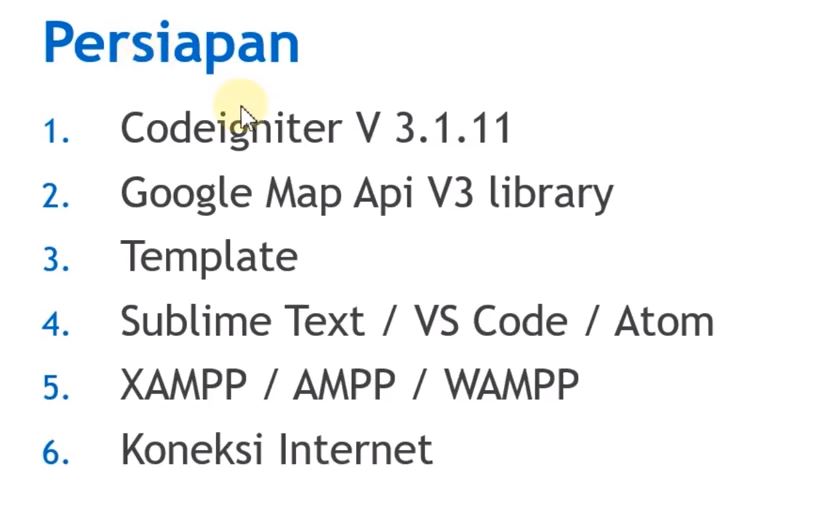 Persiapan
1. Codeigniter V 3.1.11
2. Google Map Api V3 library
3. Template
4. Sublime Text / VS Code / Atom
5. XAMPP / AMPP / WAMPP
6. Koneksi Internet